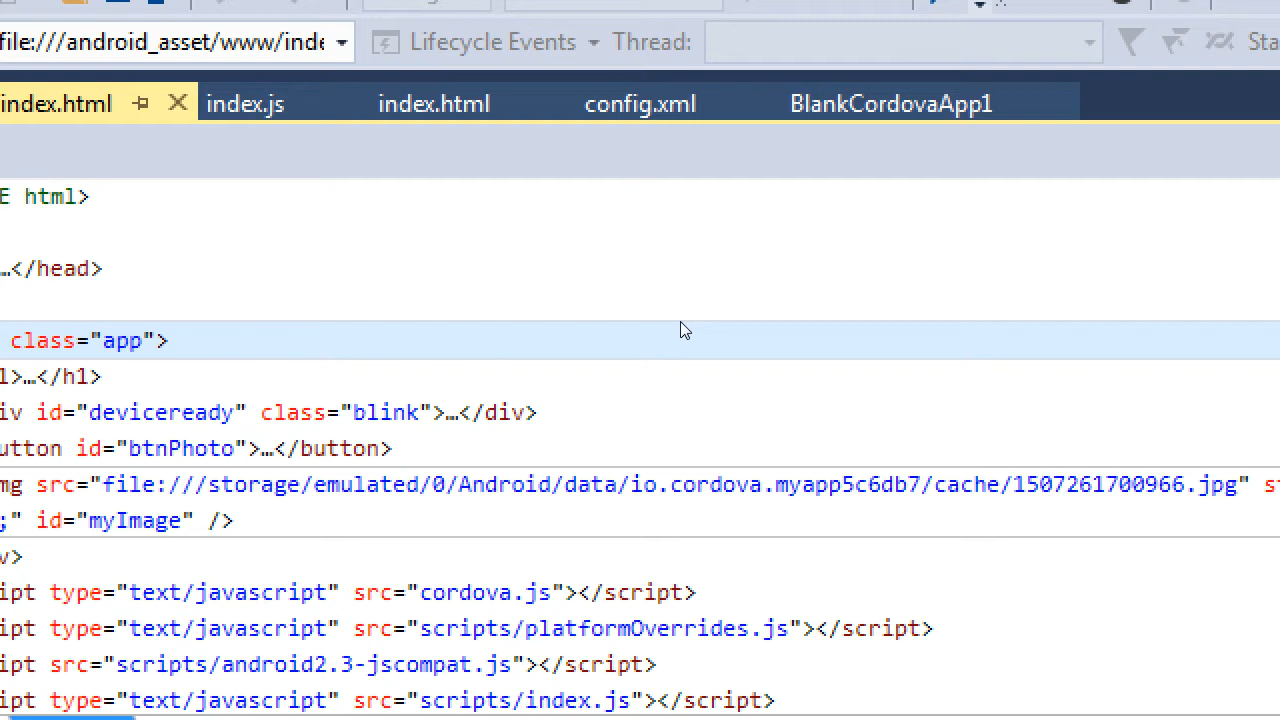 file:///android_asset/www/inde Lifecycle Events Thread: Sta
index.html index.js index.html config.xml BlankCordovaApp1
E html>
…</head>
class="app">
l>…</h1>
iv id="deviceready" class="blink">…</div>
utton id="btnPhoto">…</button>
mg src="file:///storage/emulated/0/Android/data/io.cordova.myapp5c6db7/cache/1507261700966.jpg" st
;" id="myImage" />
v>
ipt type="text/javascript" src="cordova.js"></script>
ipt type="text/javascript" src="scripts/platformOverrides.js"></script>
ipt src="scripts/android2.3-jscompat.js"></script>
ipt type="text/javascript" src="scripts/index.js"></script>